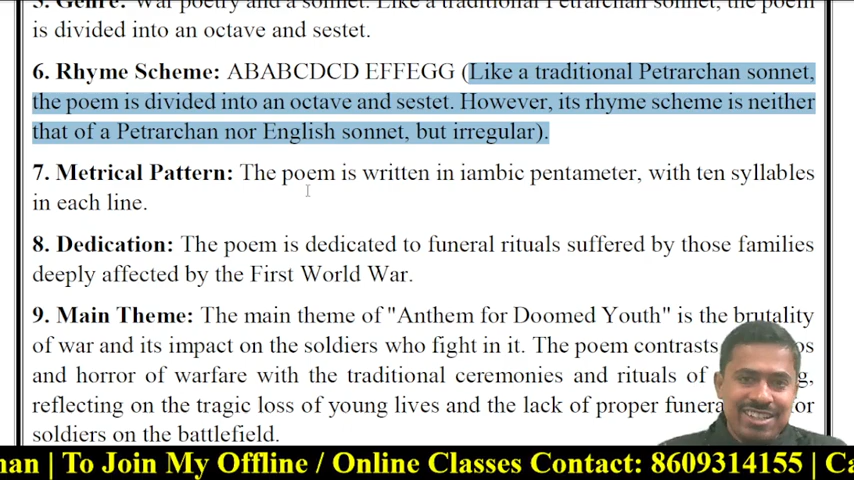 5. Genre: War poetry and a sonnet. Like a traditional Petrarchan sonnet, the poem
is divided into an octave and sestet.
6. Rhyme Scheme: ABABCDCD EFFEGG (Like a traditional Petrarchan sonnet,
the poem is divided into an octave and sestet. However, its rhyme scheme is neither
that of a Petrarchan nor English sonnet, but irregular).
7. Metrical Pattern: The poem is written in iambic pentameter, with ten syllables
in each line.
8. Dedication: The poem is dedicated to funeral rituals suffered by those families
deeply affected by the First World War.
9. Main Theme: The main theme of "Anthem for Doomed Youth" is the brutality
of war and its impact on the soldiers who fight in it. The poem contrasts
and horror of warfare with the traditional ceremonies and rituals of
reflecting on the tragic loss of young lives and the lack of proper
soldiers on the battlefield.
| To Join My Offline / Online Classes Contact: 8609314155 |